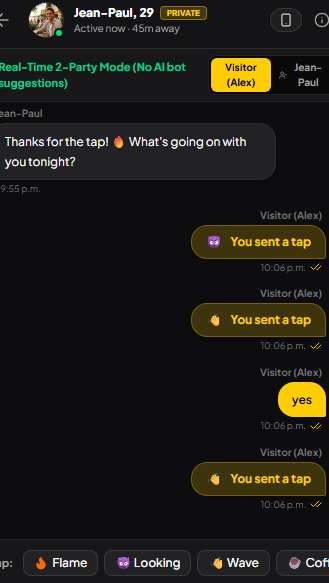 Jean-Paul, 29 PRIVATE
Active now · 45m away
Real-Time 2-Party Mode (No AI bot
suggestions)
Visitor
(Alex)
Jean-
Paul
Thanks for the tap! 🔥 What's going on with
you tonight?
9:55 p.m.
Visitor (Alex)
😈 You sent a tap
10:06 p.m.
Visitor (Alex)
👋 You sent a tap
10:06 p.m.
Visitor (Alex)
yes
10:06 p.m.
Visitor (Alex)
👋 You sent a tap
10:06 p.m.
🔥 Flame
😈 Looking
👋 Wave